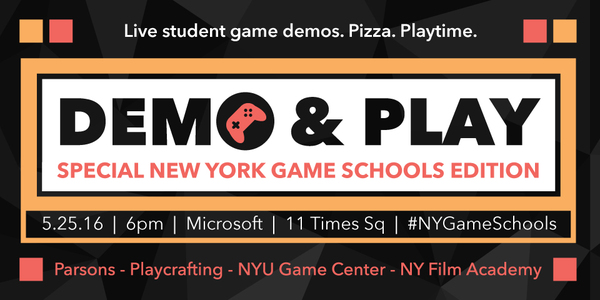 Live student game demos. Pizza. Playtime.
DEMO & PLAY
SPECIAL NEW YORK GAME SCHOOLS EDITION
5.25.16 | 6pm | Microsoft | 11 Times Sq | #NYGameSchools
Parsons - Playcrafting - NYU Game Center - NY Film Academy